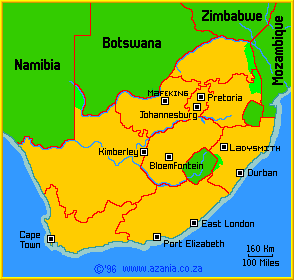 Zimbabwe
Botswana
Mozambique
Namibia
MAFEKING
Pretoria
Johannesburg
Kimberley
LADYSMITH
BloemFontein
Durban
East London
Cape
Town
Port Elizabeth
160 Km
100 Miles
©'96 www.azania.co.za